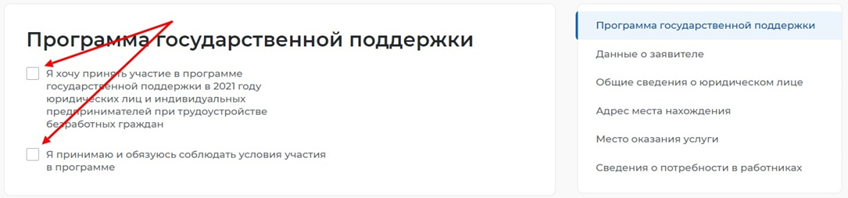 Программа государственной поддержки
Я хочу принять участие в программе
государственной поддержки в 2021 году
юридических лиц и индивидуальных
предпринимателей при трудоустройстве
безработных граждан
Я принимаю и обязуюсь соблюдать условия участия
в программе
Программа государственной поддержки
Данные о заявителе
Общие сведения о юридическом лице
Адрес места нахождения
Место оказания услуги
Сведения о потребности в работниках